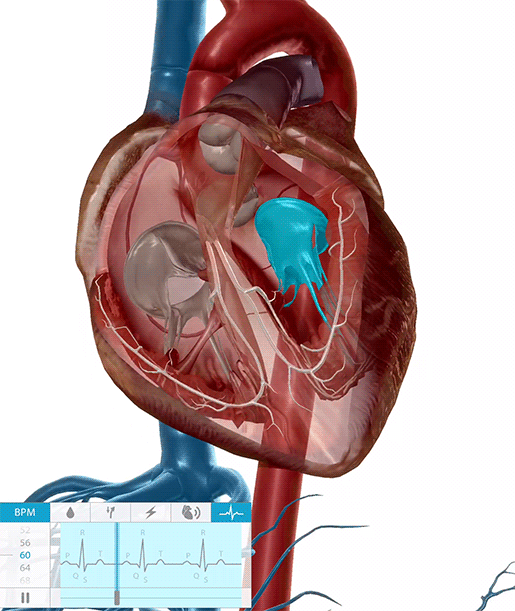 BPM
52
56
60
64
68
R R R
P T P T P T
Q S Q S Q S